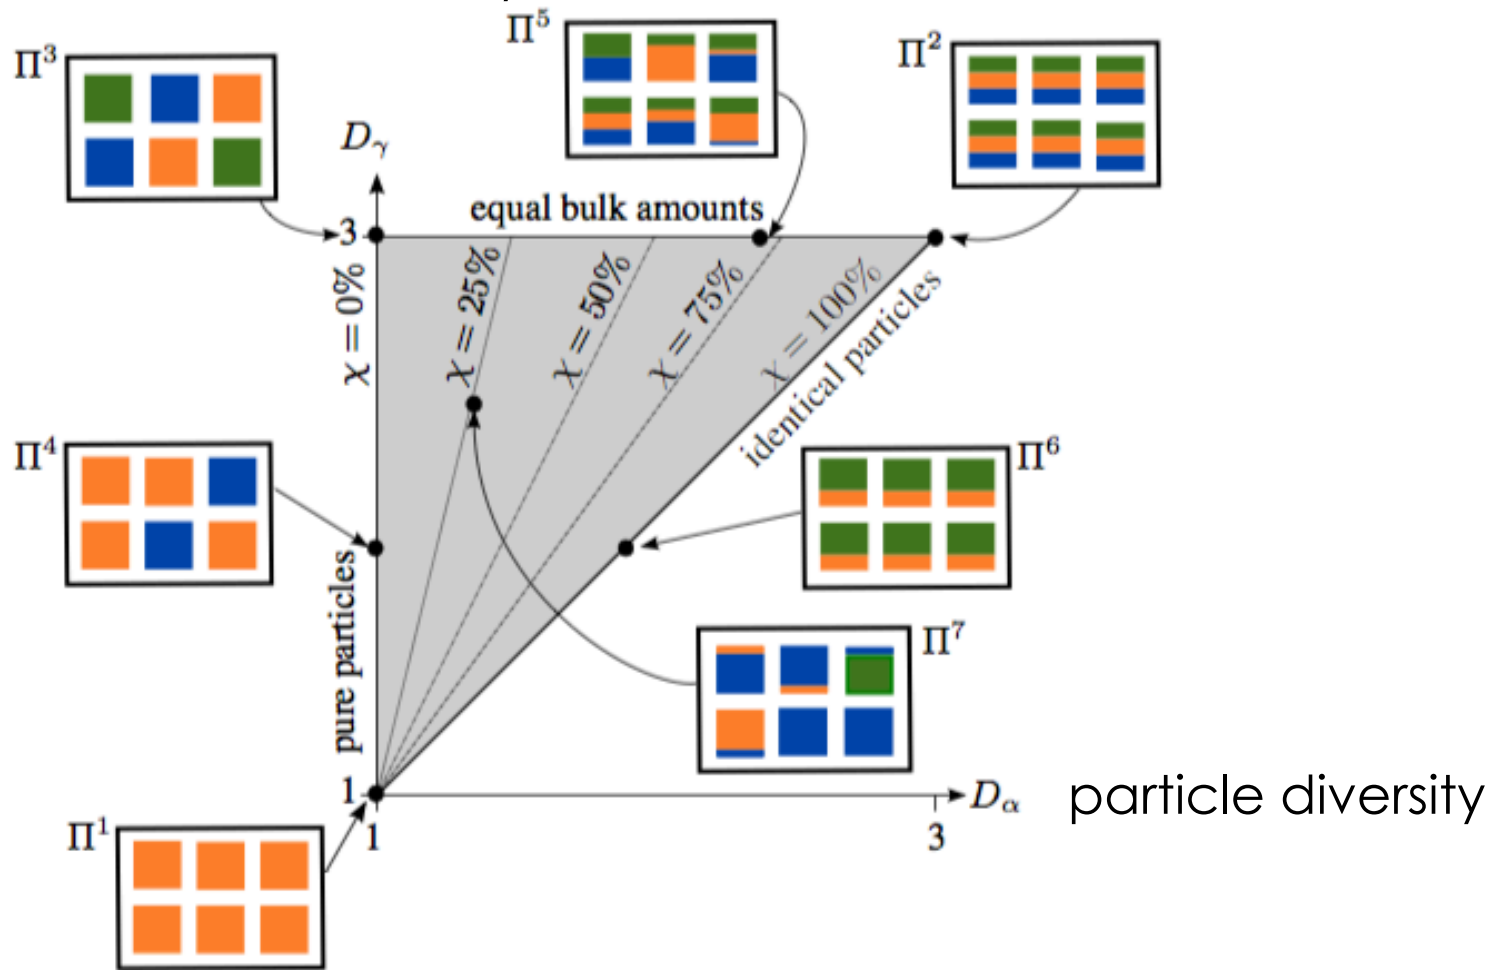 Π⁵
Π³
Π²
D_γ
equal bulk amounts
3
χ = 0%
χ = 25%
χ = 50%
χ = 75%
χ = 100%
identical particles
Π⁴
Π⁶
pure particles
Π⁷
1
D_α
particle diversity
1
3
Π¹